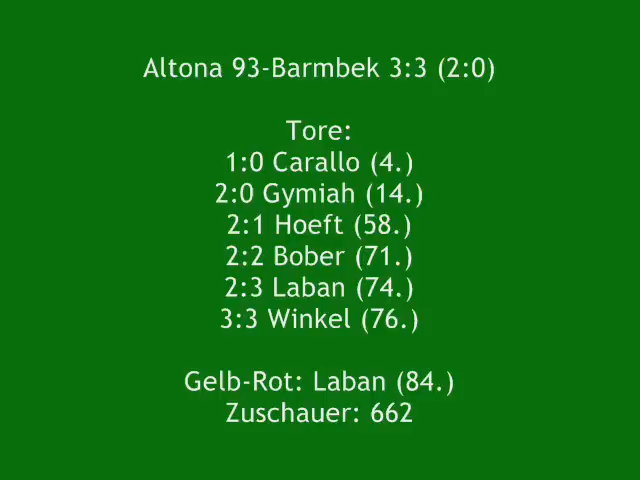 Altona 93-Barmbek 3:3 (2:0)
Tore:
1:0 Carallo (4.)
2:0 Gymiah (14.)
2:1 Hoeft (58.)
2:2 Bober (71.)
2:3 Laban (74.)
3:3 Winkel (76.)
Gelb-Rot: Laban (84.)
Zuschauer: 662